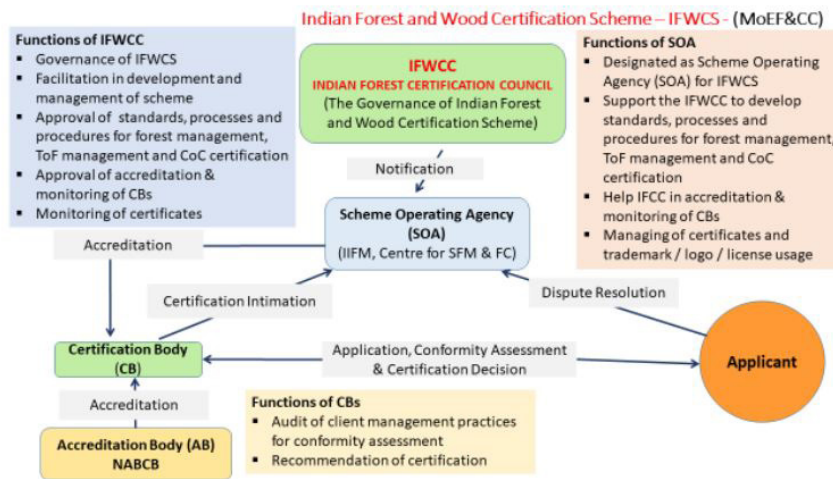 Indian Forest and Wood Certification Scheme – IFWCS - (MoEF&CC)
Functions of IFWCC
▪ Governance of IFWCS
▪ Facilitation in development and
management of scheme
▪ Approval of standards, processes and
procedures for forest management,
ToF management and CoC certification
▪ Approval of accreditation &
monitoring of CBs
▪ Monitoring of certificates
IFWCC
INDIAN FOREST CERTIFICATION COUNCIL
(The Governance of Indian Forest
and Wood Certification Scheme)
Functions of SOA
▪ Designated as Scheme Operating
Agency (SOA) for IFWCS
▪ Support the IFWCC to develop
standards, processes and
procedures for forest management,
ToF management and CoC
certification
▪ Help IFCC in accreditation &
monitoring of CBs
▪ Managing of certificates and
trademark / logo / license usage
Notification
Scheme Operating Agency
(SOA)
(IIFM, Centre for SFM & FC)
Accreditation
Certification Intimation
Dispute Resolution
Certification Body
(CB)
Application, Conformity Assessment
& Certification Decision
Applicant
Accreditation
Accreditation Body (AB)
NABCB
Functions of CBs
▪ Audit of client management practices
for conformity assessment
▪ Recommendation of certification